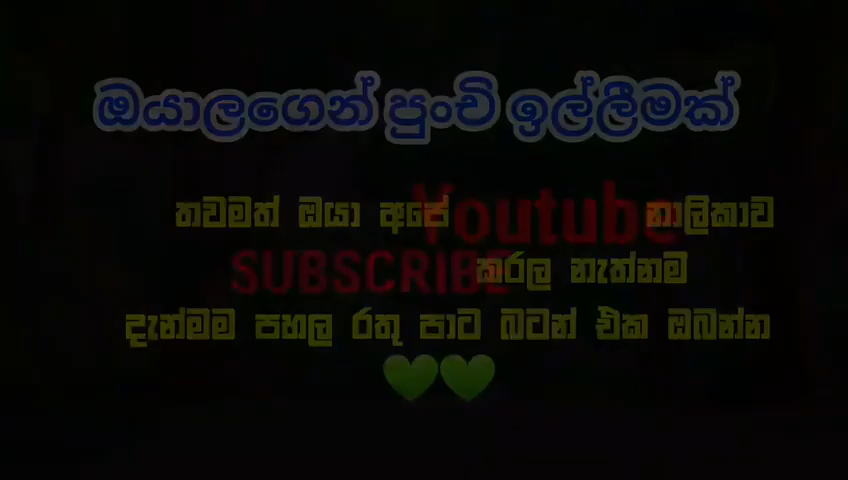 ඔයාලගෙන් පුංචි ඉල්ලීමක්
තවමත් ඔයා අපේ Youtube නාලිකාව
SUBSCRIBE කරල නැත්නම්
දැන්මම පහල රතු පාට බටන් එක ඔබන්න